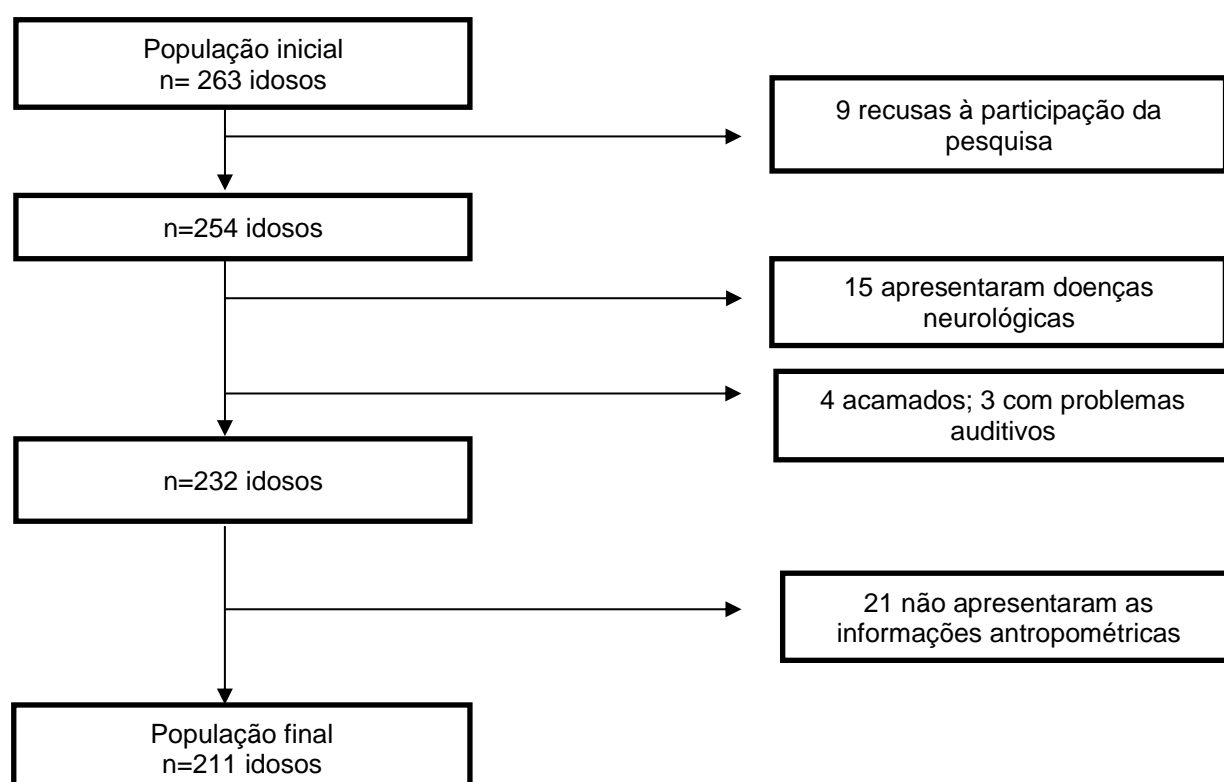 População inicial
n= 263 idosos
9 recusas à participação da
pesquisa
n=254 idosos
15 apresentaram doenças
neurológicas
4 acamados; 3 com problemas
auditivos
n=232 idosos
21 não apresentaram as
informações antropométricas
População final
n=211 idosos